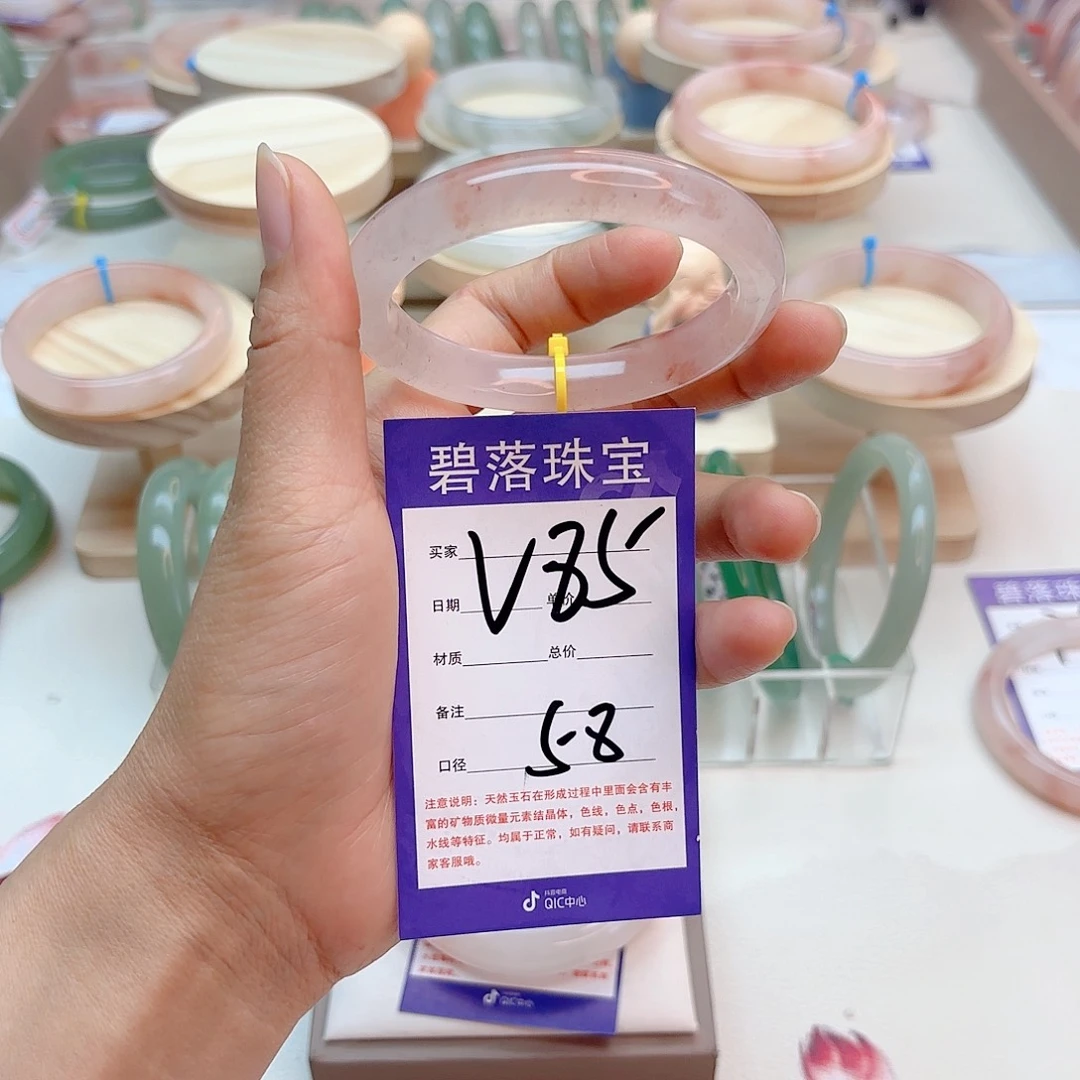 碧落珠宝
买家 V85
日期 单价
材质 总价
备注
口径 58
注意说明：天然玉石在形成过程中里面会含有丰
富的矿物质微量元素结晶体，色线，色点，色根，
水线等特征。均属于正常，如有疑问，请联系商
家客服哦。
抖音电商
QIC中心
碧落珠